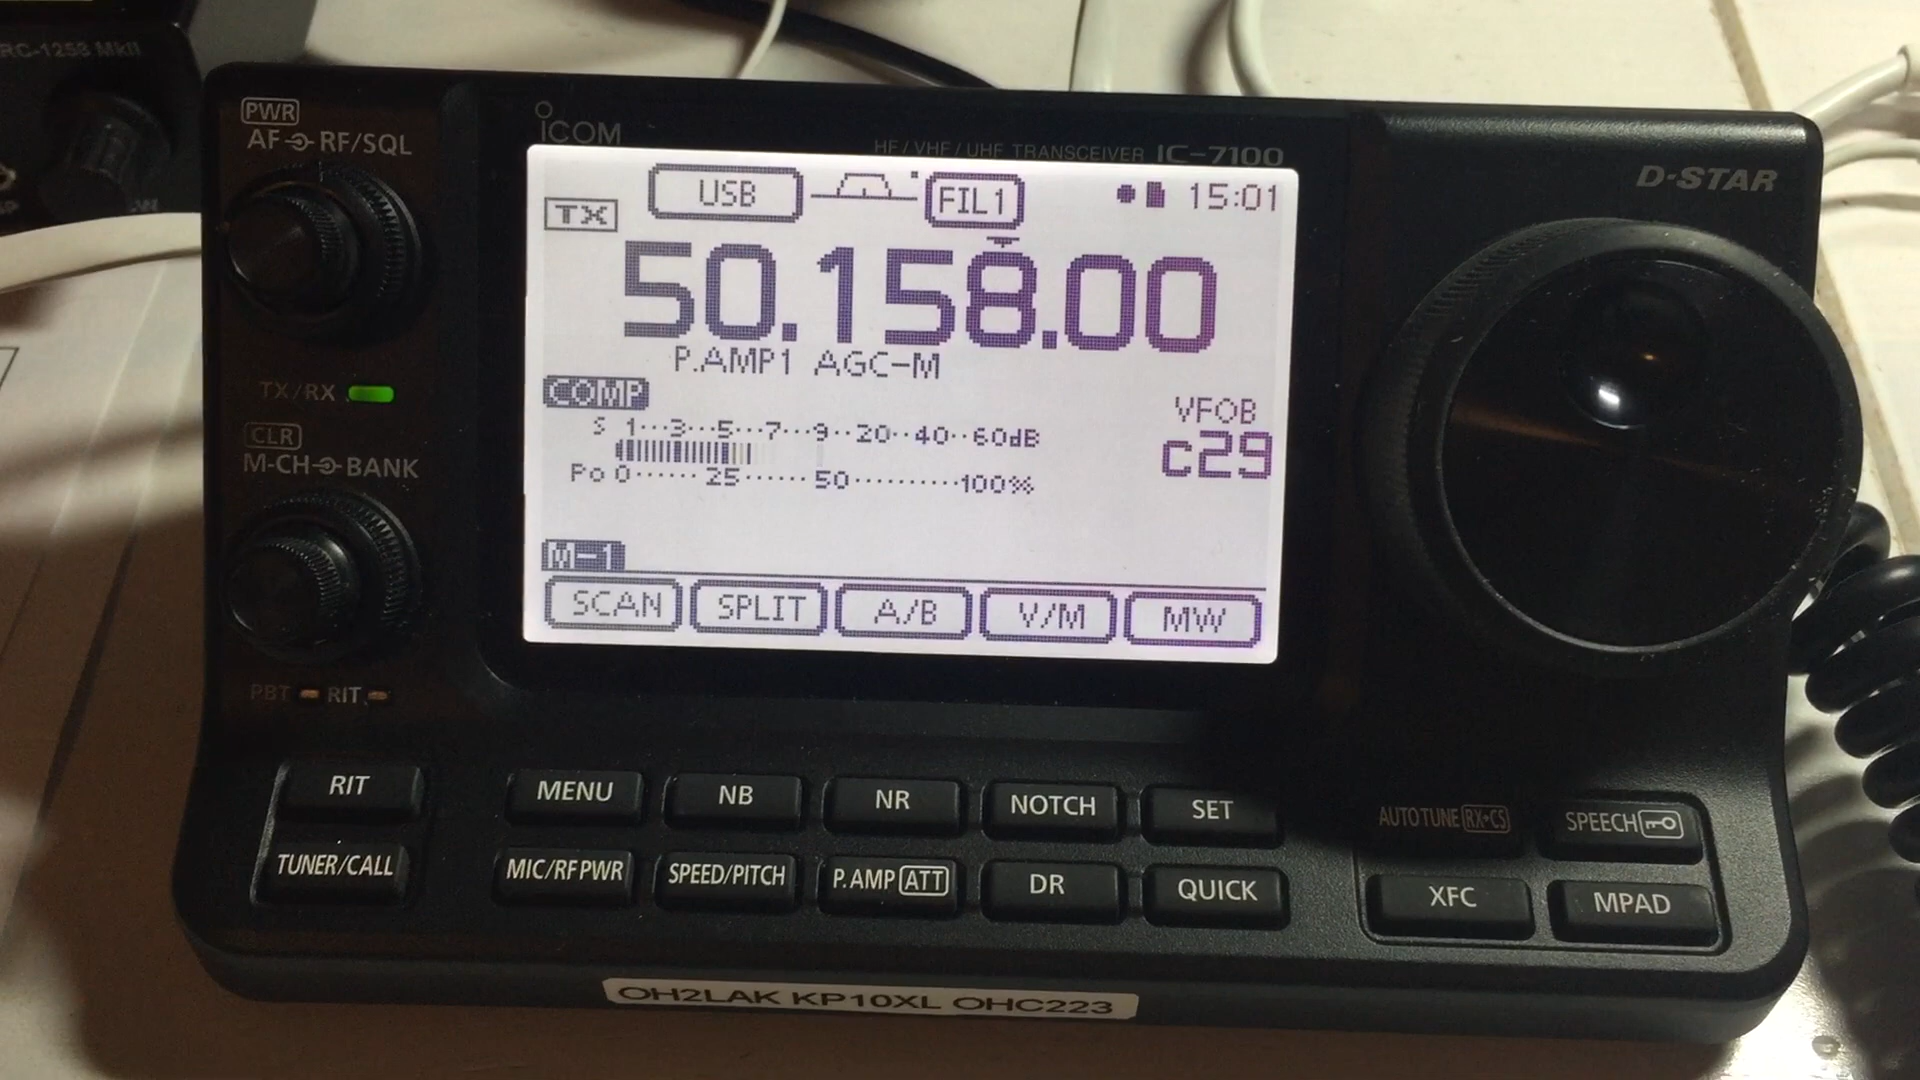 RC-1258 MkII
PWR
AF RF/SQL
ICOM
HF/VHF/UHF TRANSCEIVER IC-7100
D-STAR
USB FIL1 15:01
TX
50.158.00
P.AMP1 AGC-M
COMP
S 1···3···5···7···9··20··40··60dB
VFOB
c29
Po 0······25······50··········100%
M-1
SCAN SPLIT A/B V/M MW
TX/RX
CLR
M-CH BANK
PBT RIT
RIT MENU NB NR NOTCH SET AUTO TUNE RX→CS SPEECH
TUNER/CALL MIC/RF PWR SPEED/PITCH P.AMP ATT DR QUICK XFC MPAD
OH2LAK KP10XL OHC223